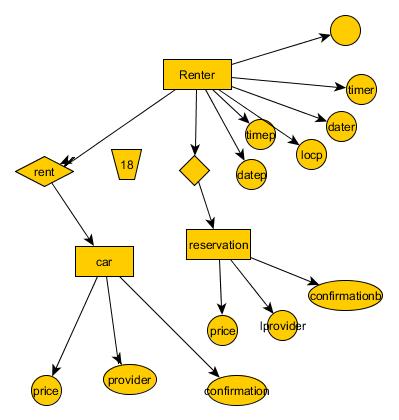 Renter
timer
dater
timep
locp
datep
rent
18
reservation
car
confirmationb
price
lprovider
price
provider
confirmation